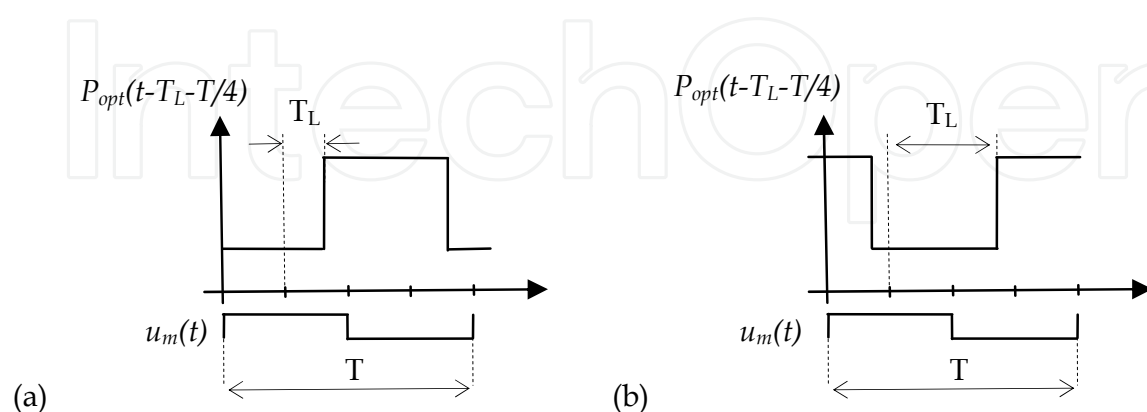 IntechOpen
P_opt(t-T_L-T/4)
T_L
u_m(t)
T
(a)
P_opt(t-T_L-T/4)
T_L
u_m(t)
T
(b)